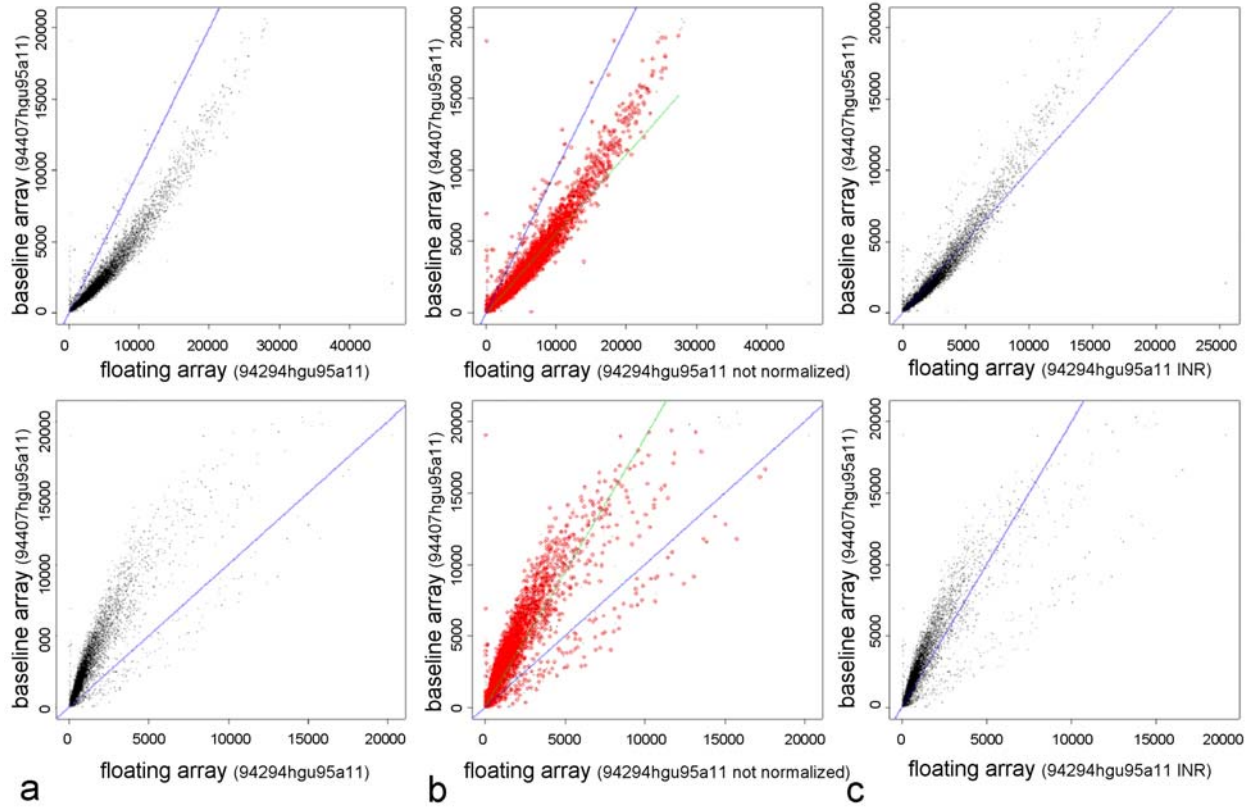 baseline array (94407hgu95a11)
20000
15000
10000
5000
0
0 10000 20000 30000 40000
floating array (94294hgu95a11)
baseline array (94407hgu95a11)
20000
15000
10000
5000
0
0 10000 20000 30000 40000
floating array (94294hgu95a11 not normalized)
baseline array (94407hgu95a11)
20000
15000
10000
5000
0
0 5000 10000 15000 20000 25000
floating array (94294hgu95a11 INR)
baseline array (94407hgu95a11)
20000
15000
10000
000
0
0 5000 10000 15000 20000
floating array (94294hgu95a11)
baseline array (94407hgu95a11)
20000
15000
10000
5000
0
0 5000 10000 15000 20000
floating array (94294hgu95a11 not normalized)
baseline array (94407hgu95a11)
20000
15000
10000
5000
0
0 5000 10000 15000 20000
floating array (94294hgu95a11 INR)
a b c